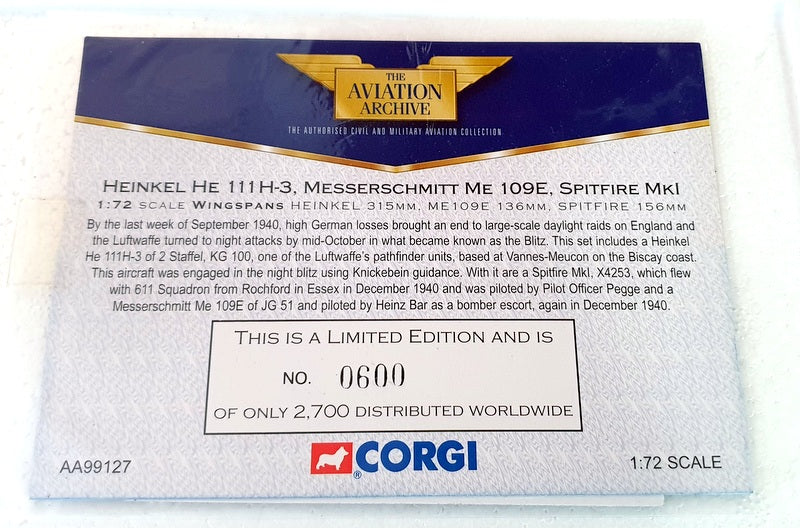 THE
AVIATION
ARCHIVE
THE AUTHORISED CIVIL AND MILITARY AVIATION COLLECTION
HEINKEL HE 111H-3, MESSERSCHMITT ME 109E, SPITFIRE MKI
1:72 SCALE WINGSPANS HEINKEL 315MM, ME109E 136MM, SPITFIRE 156MM
By the last week of September 1940, high German losses brought an end to large-scale daylight raids on England and
the Luftwaffe turned to night attacks by mid-October in what became known as the Blitz. This set includes a Heinkel
He 111H-3 of 2 Staffel, KG 100, one of the Luftwaffe's pathfinder units, based at Vannes-Meucon on the Biscay coast.
This aircraft was engaged in the night blitz using Knickebein guidance. With it are a Spitfire MkI, X4253, which flew
with 611 Squadron from Rochford in Essex in December 1940 and was piloted by Pilot Officer Pegge and a
Messerschmitt Me 109E of JG 51 and piloted by Heinz Bar as a bomber escort, again in December 1940.
THIS IS A LIMITED EDITION AND IS
NO. 0600
OF ONLY 2,700 DISTRIBUTED WORLDWIDE
AA99127
® CORGI
1:72 SCALE